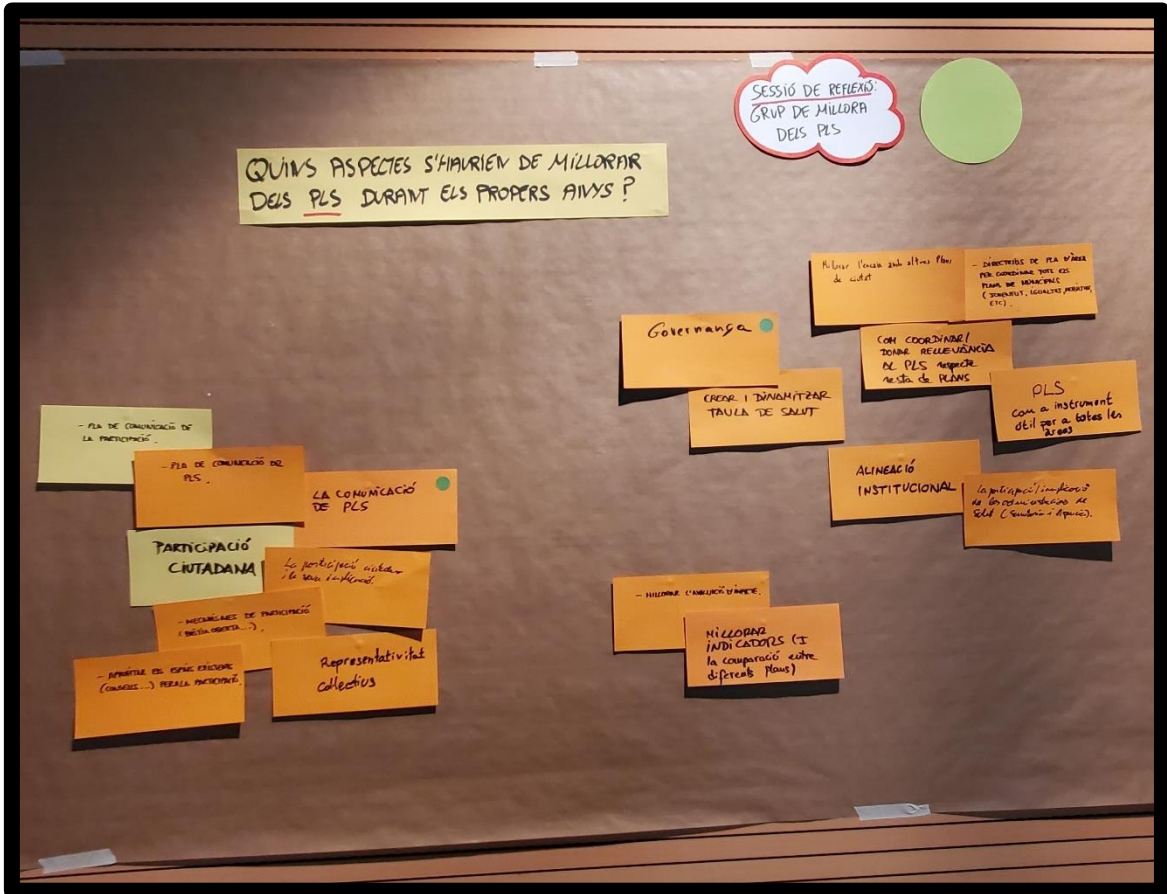 SESSIÓ DE REFLEXIÓ:
GRUP DE MILLORA
DELS PLS
QUINS ASPECTES S'HAURIEN DE MILLORAR
DELS PLS DURANT ELS PROPERS ANYS?
Millorar l'encaix amb altres Plans
de ciutat
- DIRECTRIUS DE PLA D'ÀREA
PER COORDINAR TOTS ELS
PLANS DE MUNICIPALS
(JOVENTUT, IGUALTAT,
ETC).
Governança
COM COORDINAR/
DONAR RELLEVÀNCIA
AL PLS respecte
resta de PLANS
CREAR I DINAMITZAR
TAULA DE SALUT
PLS
Com a instrument
útil per a totes les
àrees
ALINEACIÓ
INSTITUCIONAL
La participació/implicació
de les administracions de
Salut
- PLA DE COMUNICACIÓ DE
LA PARTICIPACIÓ.
- PLA DE COMUNICACIÓ DEL
PLS.
LA COMUNICACIÓ
DE PLS
PARTICIPACIÓ
CIUTADANA
La participació ciutadana
i la seva implicació.
- MECANISMES DE PARTICIPACIÓ
(BÚSTIA OBERTA...).
- APROFITAR ELS ESPAIS EXISTENTS
(CONSELLS...) PER A LA PARTICIPACIÓ.
Representativitat
col·lectius
- MILLORAR L'AVALUACIÓ D'IMPACTE.
MILLORAR
INDICADORS (I
la comparació entre
diferents Plans)